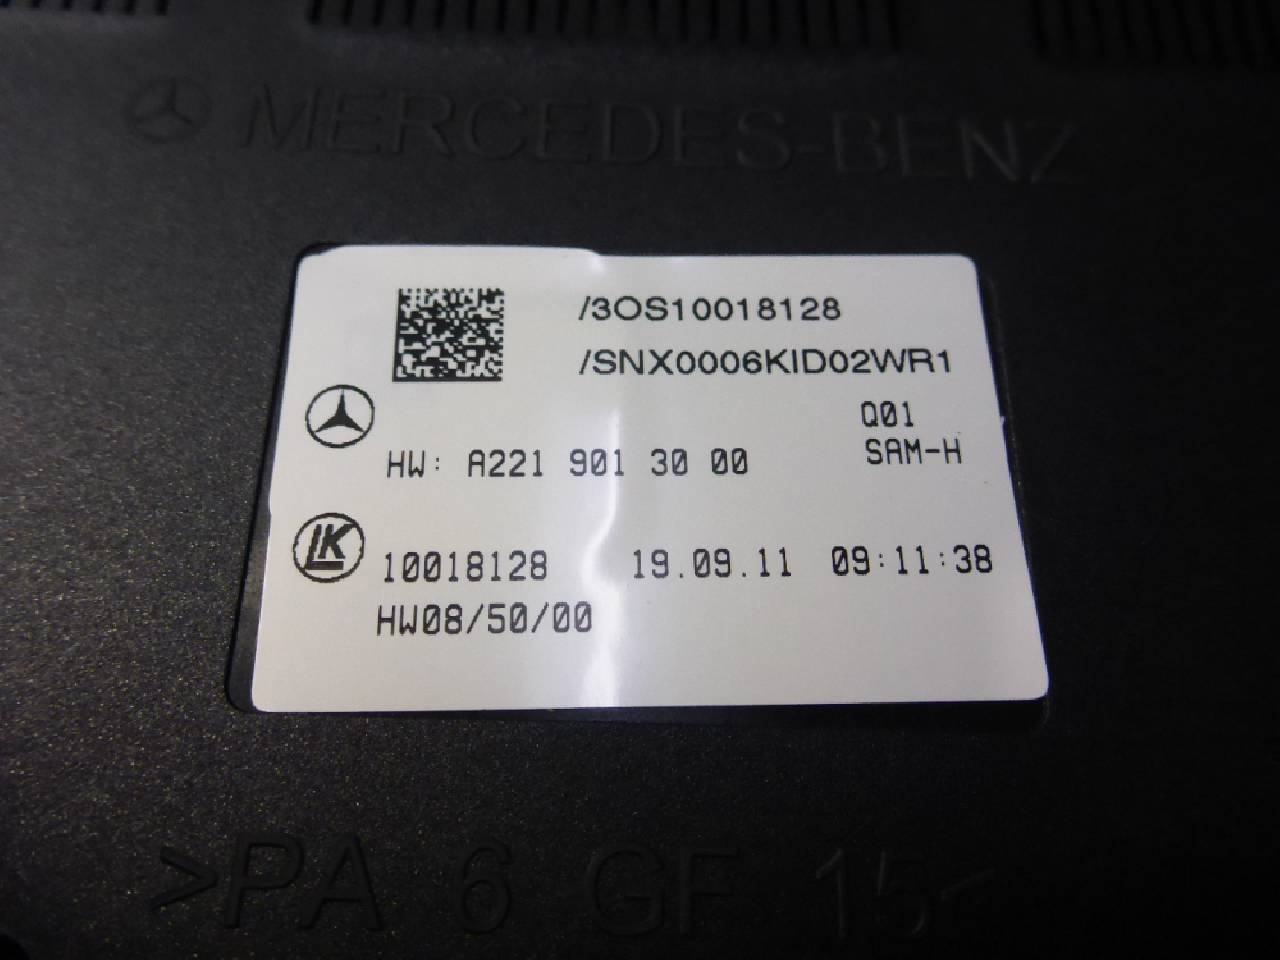 MERCEDES-BENZ
/3OS10018128
/SNX0006KID02WR1
Q01
HW: A221 901 30 00
SAM-H
LK
10018128 19.09.11 09:11:38
HW08/50/00
>PA 6 GF 15<